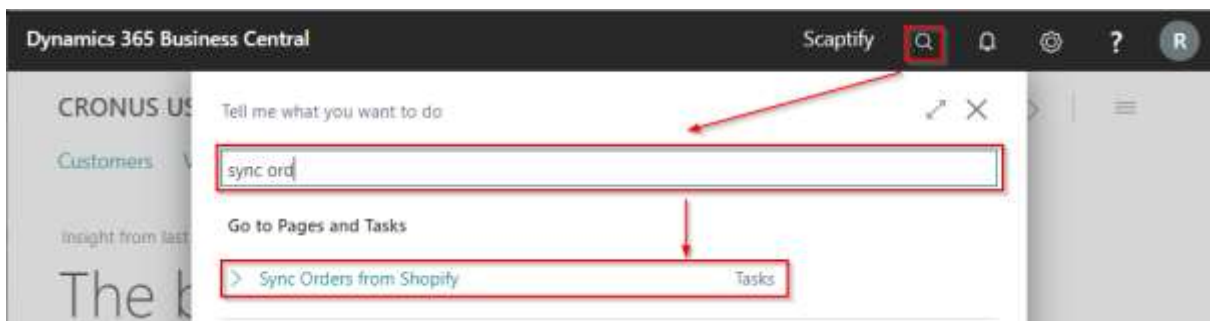 Dynamics 365 Business Central Scaptify ? R
CRONUS US
Tell me what you want to do
Customers V
sync ord
Go to Pages and Tasks
Insight from last
> Sync Orders from Shopify Tasks
The b